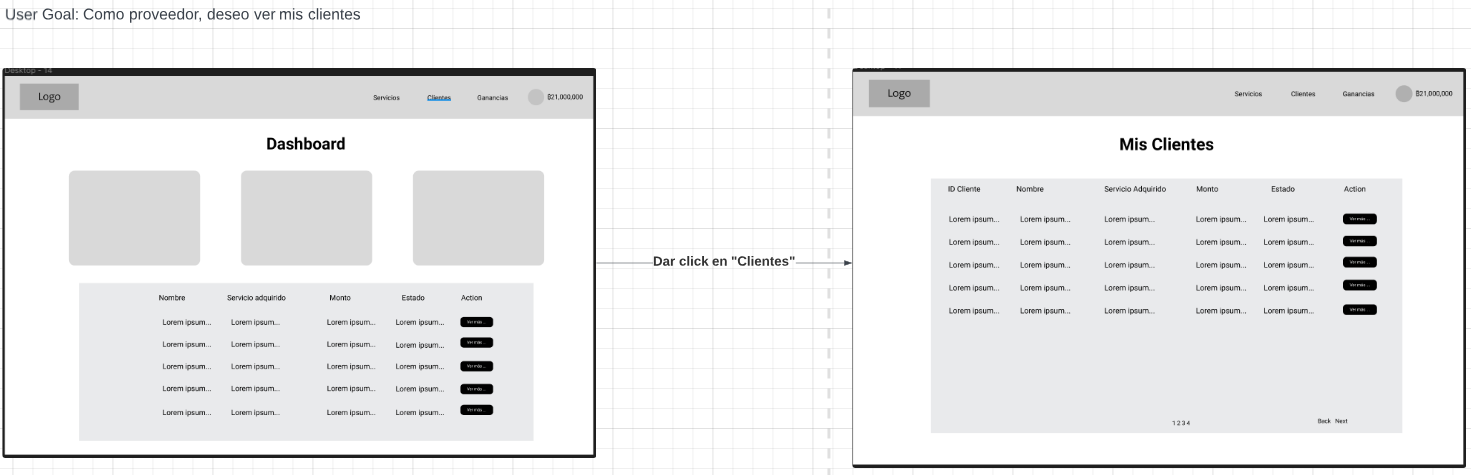 User Goal: Como proveedor, deseo ver mis clientes
Desktop - 14
Logo
Servicios Clientes Ganancias ₿21,000,000
Dashboard
Nombre Servicio adquirido Monto Estado Action
Lorem ipsum... Lorem ipsum... Lorem ipsum... Lorem ipsum... Ver más ...
Lorem ipsum... Lorem ipsum... Lorem ipsum... Lorem ipsum... Ver más ...
Lorem ipsum... Lorem ipsum... Lorem ipsum... Lorem ipsum... Ver más ...
Lorem ipsum... Lorem ipsum... Lorem ipsum... Lorem ipsum... Ver más ...
Lorem ipsum... Lorem ipsum... Lorem ipsum... Lorem ipsum... Ver más ...
Dar click en "Clientes"
Logo
Servicios Clientes Ganancias ₿21,000,000
Mis Clientes
ID Cliente Nombre Servicio Adquirido Monto Estado Action
Lorem ipsum... Lorem ipsum... Lorem ipsum... Lorem ipsum... Lorem ipsum... Ver más ...
Lorem ipsum... Lorem ipsum... Lorem ipsum... Lorem ipsum... Lorem ipsum... Ver más ...
Lorem ipsum... Lorem ipsum... Lorem ipsum... Lorem ipsum... Lorem ipsum... Ver más ...
Lorem ipsum... Lorem ipsum... Lorem ipsum... Lorem ipsum... Lorem ipsum... Ver más ...
Lorem ipsum... Lorem ipsum... Lorem ipsum... Lorem ipsum... Lorem ipsum... Ver más ...
1 2 3 4 Back Next